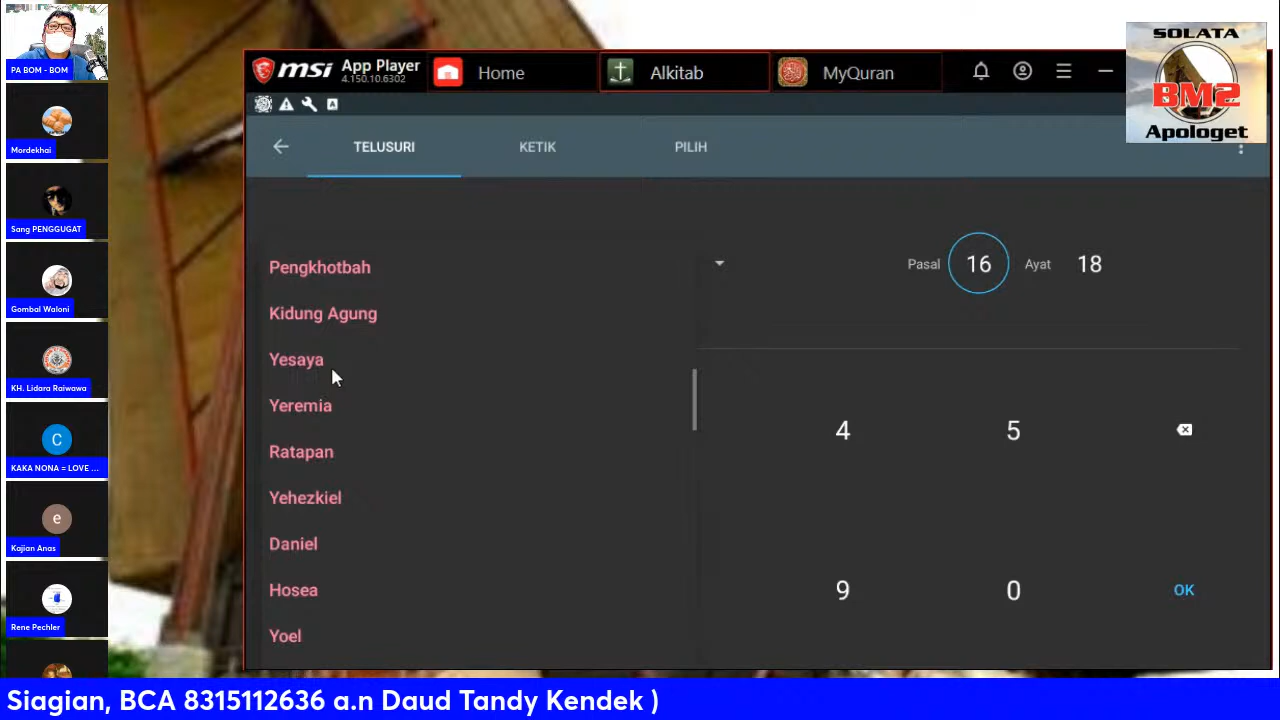 PA BOM - BOM
Mordekhai
Sang PENGGUGAT
Gombal Waloni
KH. Lidara Raiwawa
C
KAKA NONA = LOVE ...
e
Kajian Anas
Rene Pechler
msi App Player
4.150.10.6302
Home
Alkitab
MyQuran
SOLATA
BM2
Apologet
TELUSURI
KETIK
PILIH
Pengkhotbah
Kidung Agung
Yesaya
Yeremia
Ratapan
Yehezkiel
Daniel
Hosea
Yoel
Pasal 16 Ayat 18
4 5
9 0 OK
Siagian, BCA 8315112636 a.n Daud Tandy Kendek )